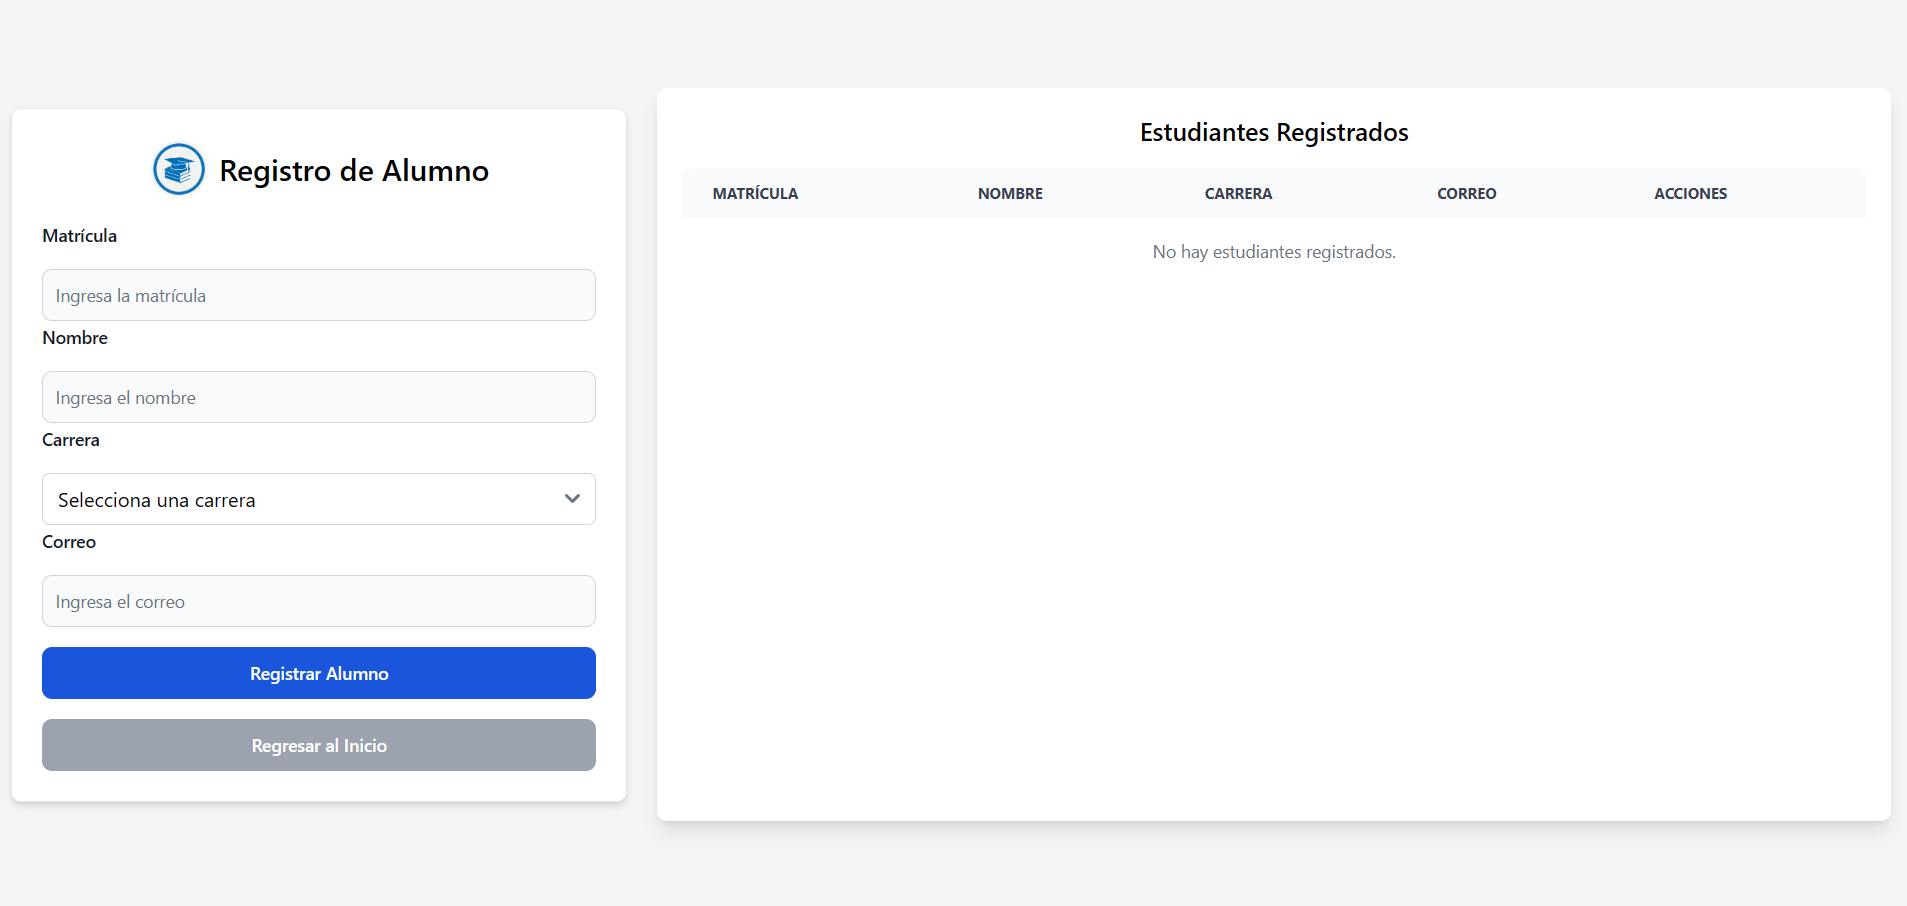 Registro de Alumno
Matrícula
Ingresa la matrícula
Nombre
Ingresa el nombre
Carrera
Selecciona una carrera
Correo
Ingresa el correo
Registrar Alumno
Regresar al Inicio
Estudiantes Registrados
MATRÍCULA NOMBRE CARRERA CORREO ACCIONES
No hay estudiantes registrados.